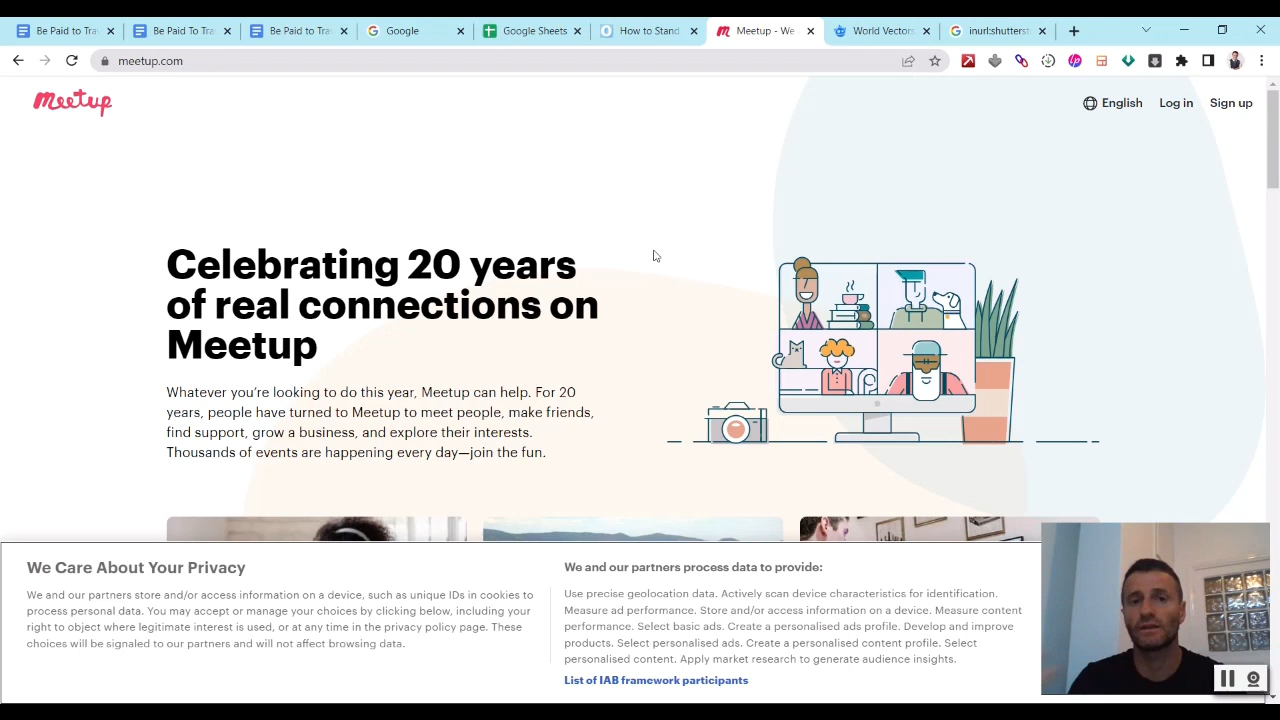 Be Paid to Tra
Be Paid To Tra
Be Paid to Tra
Google
Google Sheets
How to Stand
Meetup - We
World Vectors
inurl:shutterst
meetup.com
meetup
English
Log in
Sign up
Celebrating 20 years
of real connections on
Meetup
Whatever you're looking to do this year, Meetup can help. For 20
years, people have turned to Meetup to meet people, make friends,
find support, grow a business, and explore their interests.
Thousands of events are happening every day—join the fun.
We Care About Your Privacy
We and our partners store and/or access information on a device, such as unique IDs in cookies to
process personal data. You may accept or manage your choices by clicking below, including your
right to object where legitimate interest is used, or at any time in the privacy policy page. These
choices will be signaled to our partners and will not affect browsing data.
We and our partners process data to provide:
Use precise geolocation data. Actively scan device characteristics for identification.
Measure ad performance. Store and/or access information on a device. Measure content
performance. Select basic ads. Create a personalised ads profile. Develop and improve
products. Select personalised ads. Create a personalised content profile. Select
personalised content. Apply market research to generate audience insights.
List of IAB framework participants